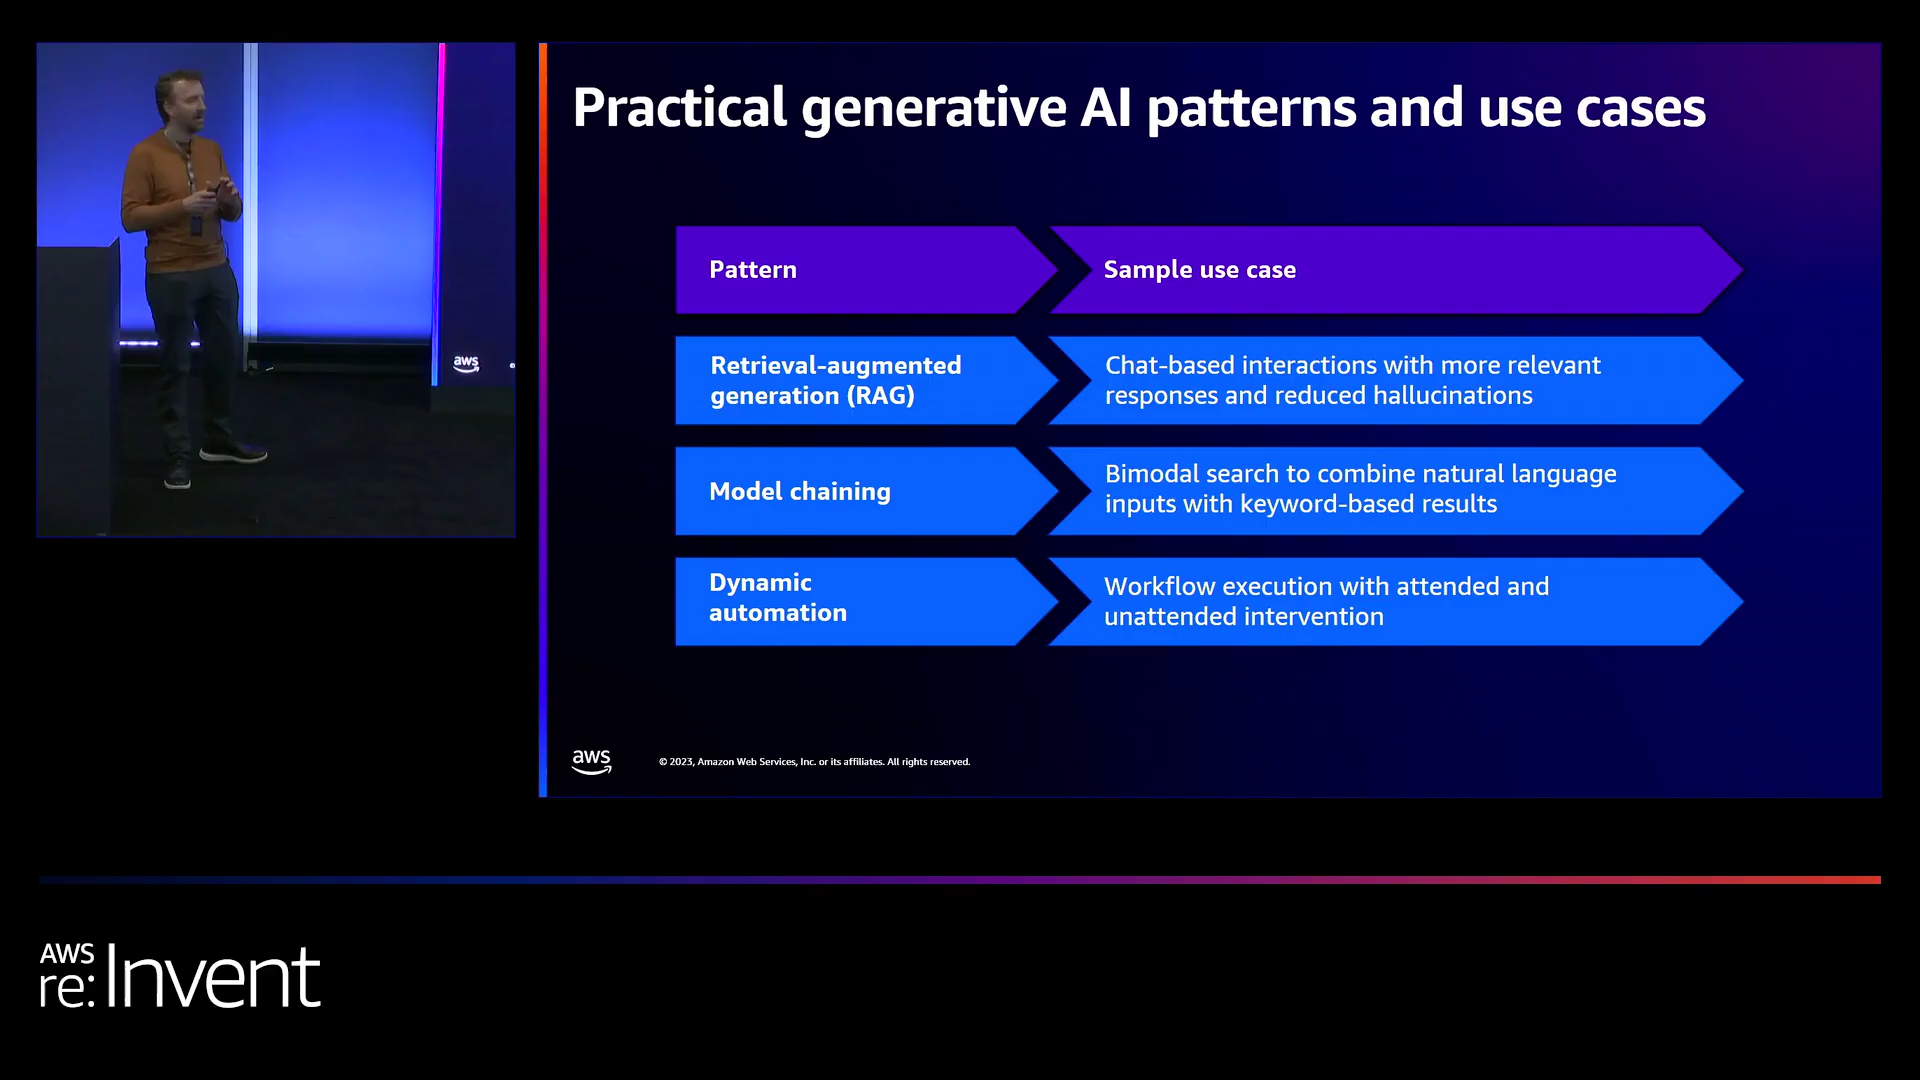 Practical generative AI patterns and use cases
Pattern
Sample use case
Retrieval-augmented
generation (RAG)
Chat-based interactions with more relevant
responses and reduced hallucinations
Model chaining
Bimodal search to combine natural language
inputs with keyword-based results
Dynamic
automation
Workflow execution with attended and
unattended intervention
aws
aws
© 2023, Amazon Web Services, Inc. or its affiliates. All rights reserved.
AWS
re:Invent